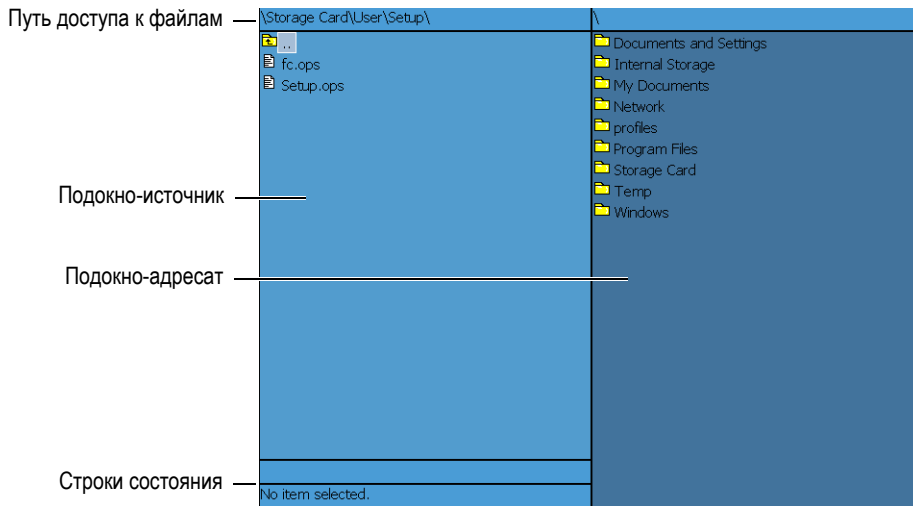 Путь доступа к файлам
\Storage Card\User\Setup\
\
..
fc.ops
Setup.ops
Documents and Settings
Internal Storage
My Documents
Network
profiles
Program Files
Storage Card
Temp
Windows
Подокно-источник
Подокно-адресат
Строки состояния
No item selected.